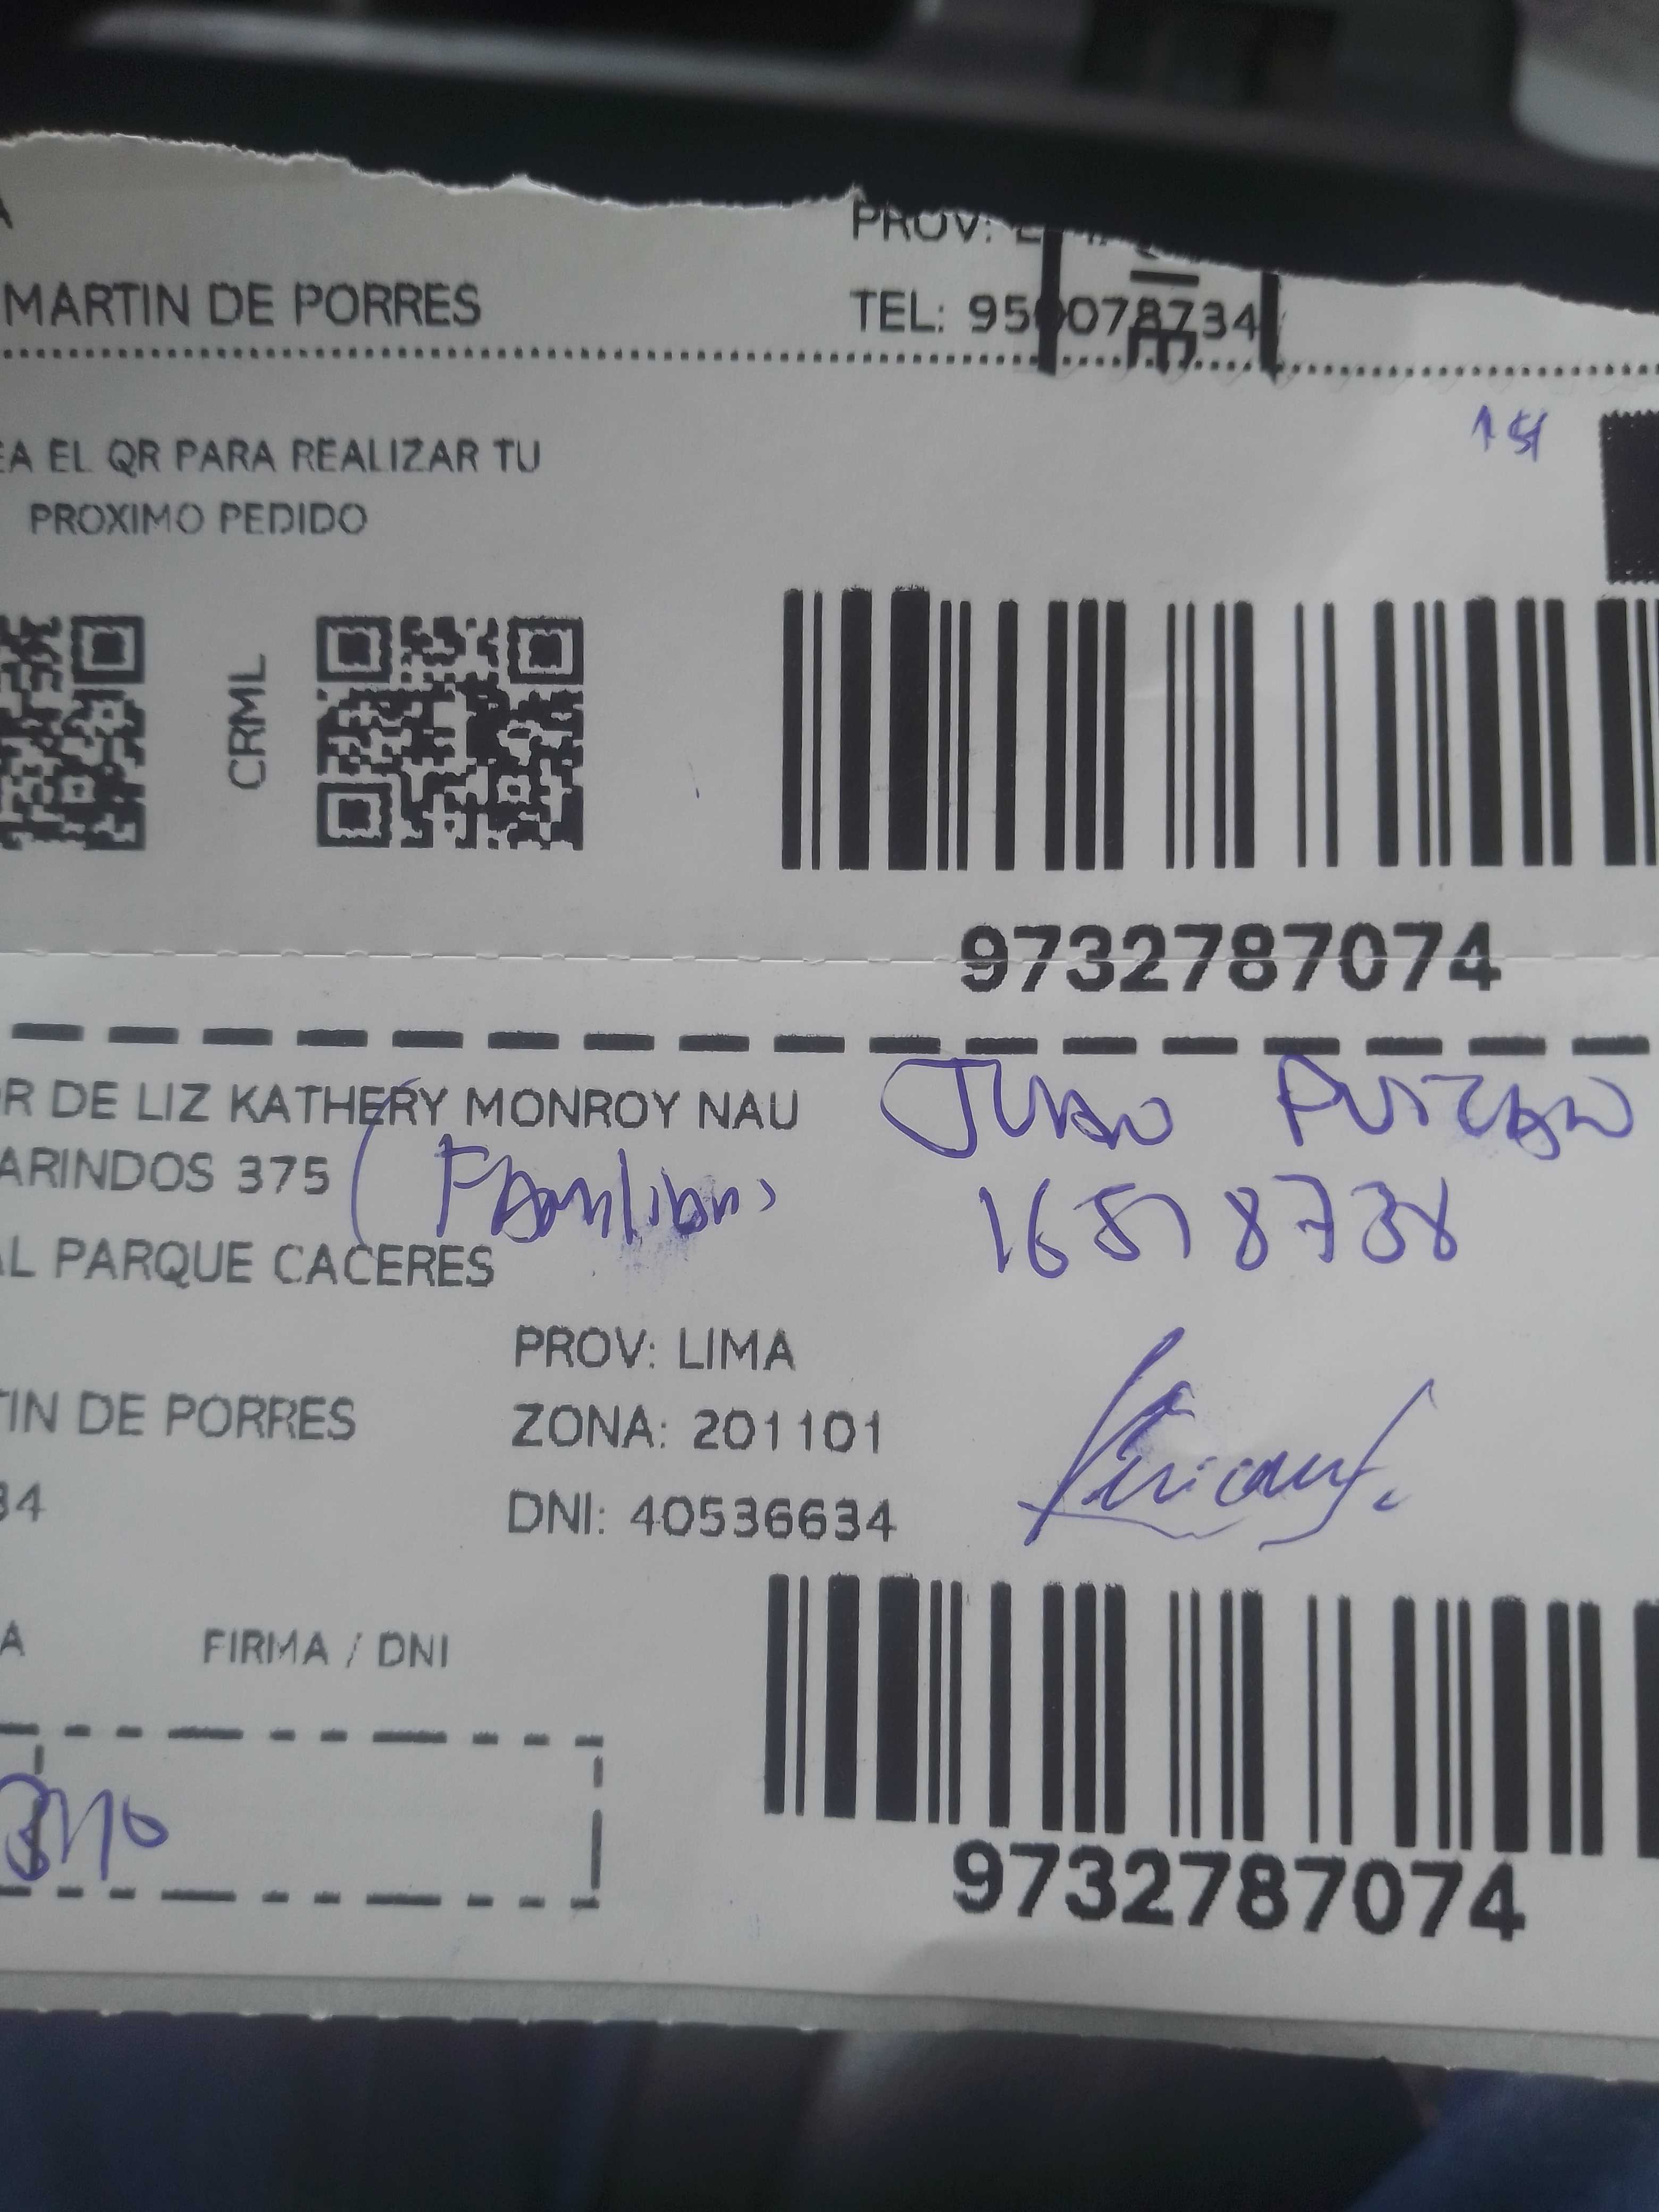 MARTIN DE PORRES
PROV:
TEL: 950078734
EA EL QR PARA REALIZAR TU
PROXIMO PEDIDO
CRML
9732787074
OR DE LIZ KATHERY MONROY NAU
ARINDOS 375
AL PARQUE CACERES
PROV: LIMA
TIN DE PORRES
ZONA: 201101
34
DNI: 40536634
A
FIRMA / DNI
9732787074